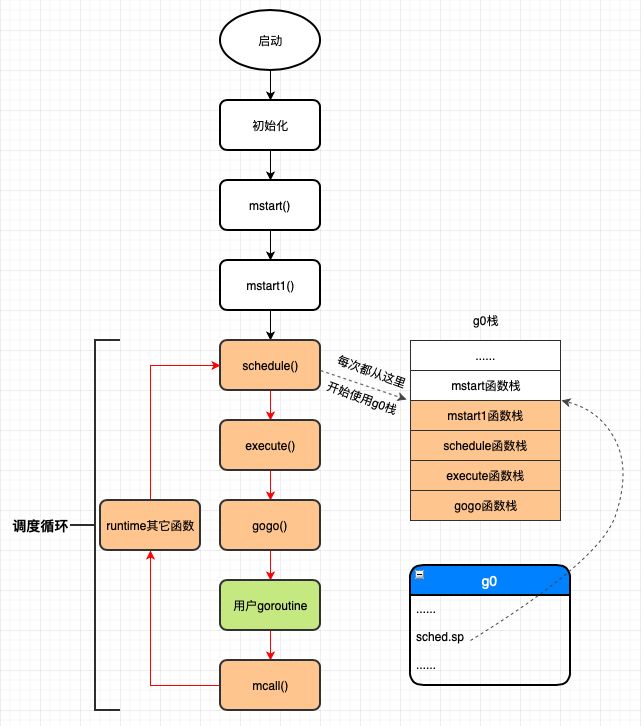 启动
初始化
mstart()
mstart1()
schedule()
execute()
gogo()
用户goroutine
mcall()
runtime其它函数
调度循环
每次都从这里
开始使用g0栈
g0栈
......
mstart函数栈
mstart1函数栈
schedule函数栈
execute函数栈
gogo函数栈
g0
......
sched.sp
......